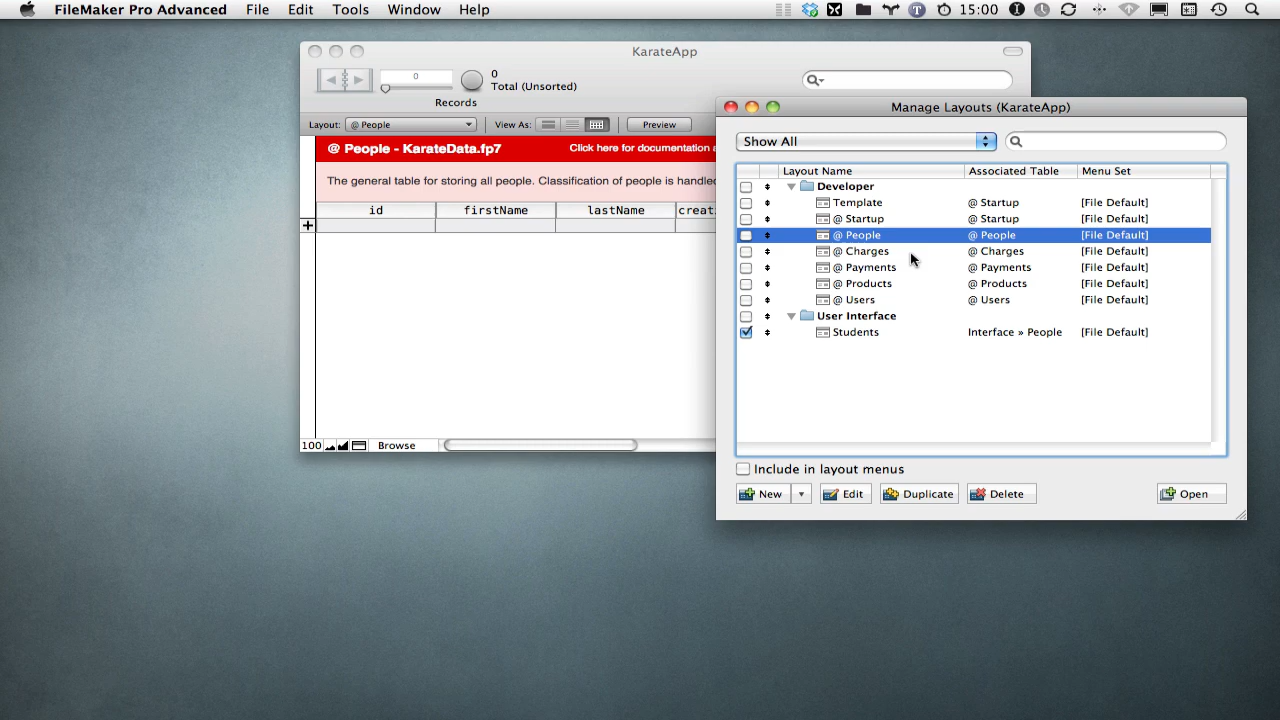 FileMaker Pro Advanced File Edit Tools Window Help 15:00
KarateApp
0
0
Total (Unsorted)
Records
Layout: @ People View As: Preview
@ People - KarateData.fp7 Click here for documentation a
The general table for storing all people. Classification of people is handled
id firstName lastName creati
100 Browse
Manage Layouts (KarateApp)
Show All
Layout Name Associated Table Menu Set
Developer
Template @ Startup [File Default]
@ Startup @ Startup [File Default]
@ People @ People [File Default]
@ Charges @ Charges [File Default]
@ Payments @ Payments [File Default]
@ Products @ Products [File Default]
@ Users @ Users [File Default]
User Interface
Students Interface » People [File Default]
Include in layout menus
New Edit Duplicate Delete Open